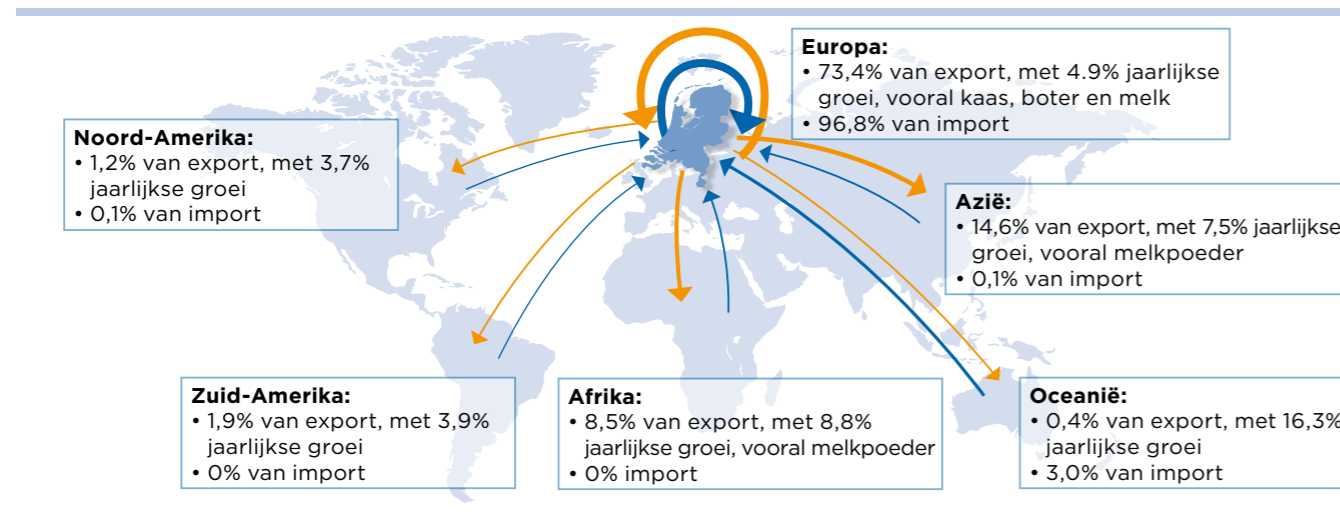 Europa:
• 73,4% van export, met 4.9% jaarlijkse
groei, vooral kaas, boter en melk
• 96,8% van import
Noord-Amerika:
• 1,2% van export, met 3,7%
jaarlijkse groei
• 0,1% van import
Azië:
• 14,6% van export, met 7,5% jaarlijkse
groei, vooral melkpoeder
• 0,1% van import
Zuid-Amerika:
• 1,9% van export, met 3,9%
jaarlijkse groei
• 0% van import
Afrika:
• 8,5% van export, met 8,8%
jaarlijkse groei, vooral melkpoeder
• 0% import
Oceanië:
• 0,4% van export, met 16,3%
jaarlijkse groei
• 3,0% van import